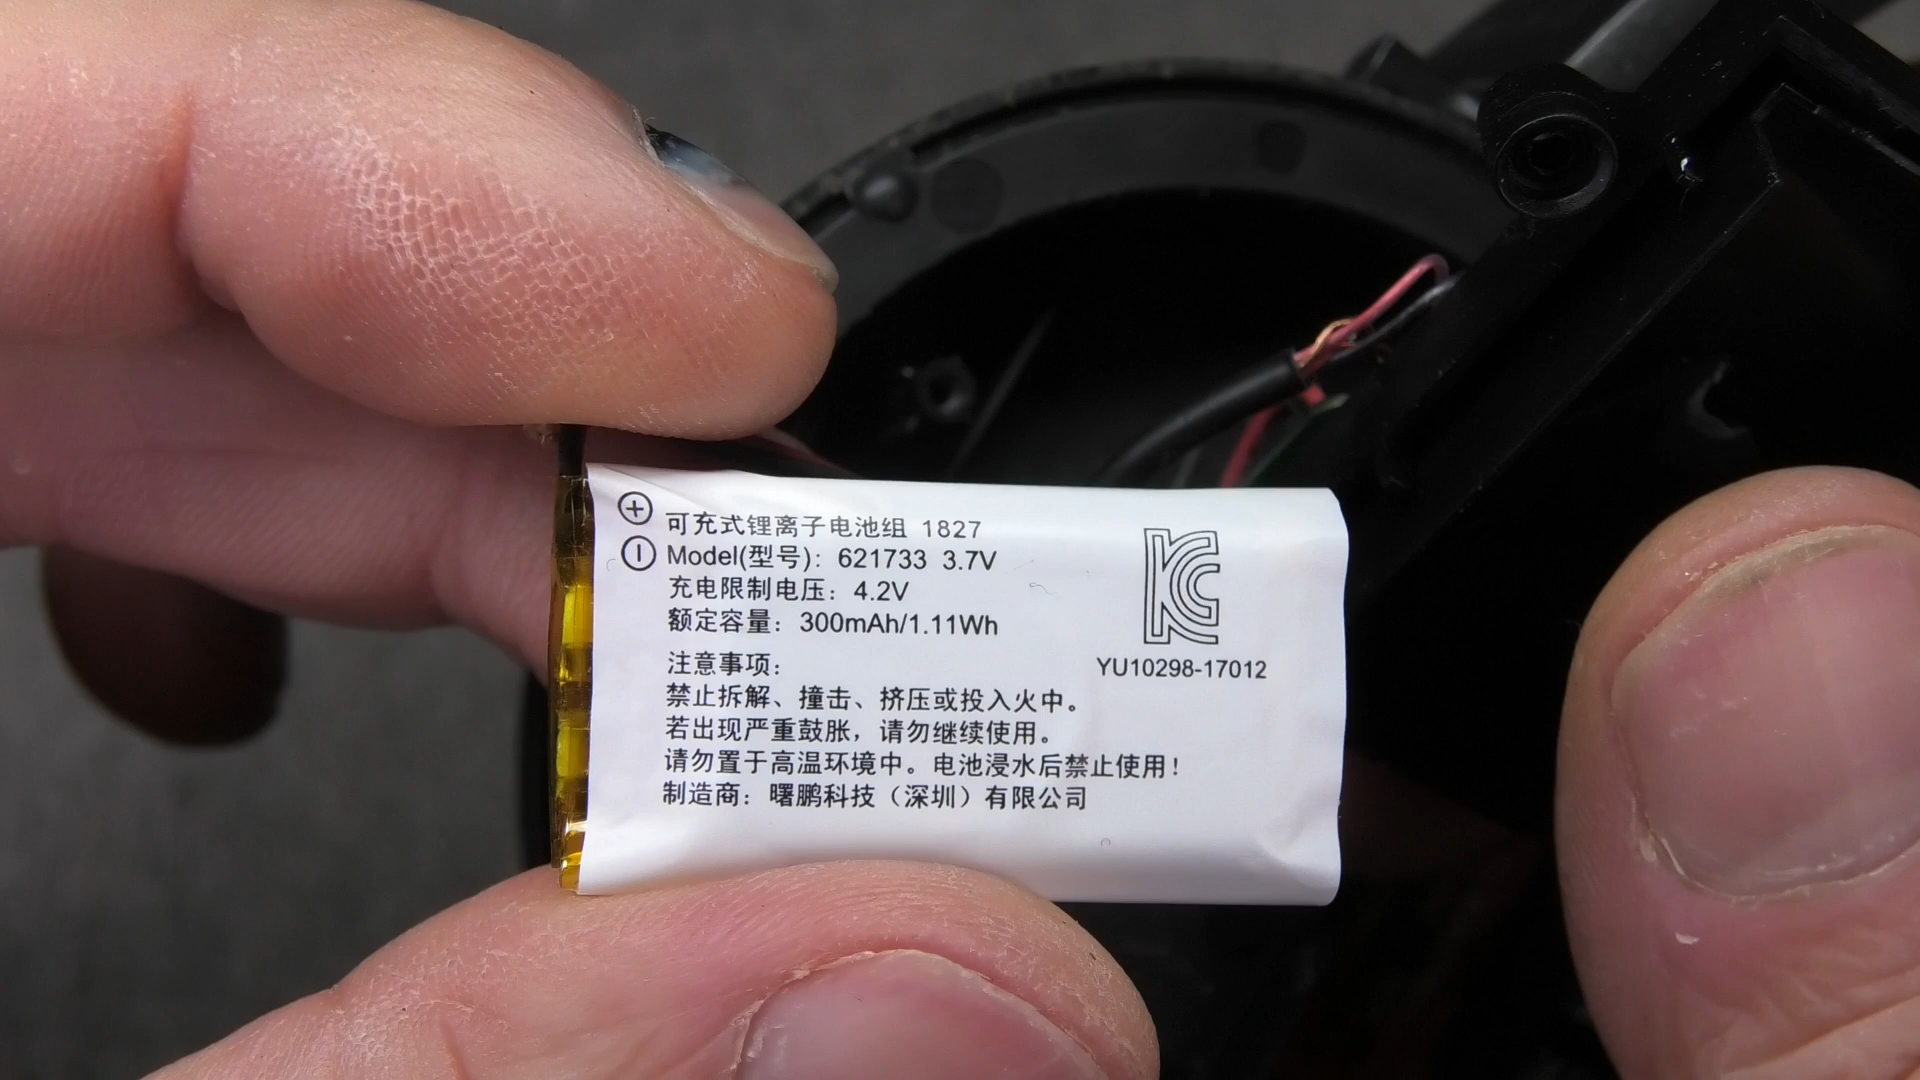 ⊕ 可充式锂离子电池组 1827
⊖ Model(型号): 621733 3.7V
充电限制电压: 4.2V
额定容量: 300mAh/1.11Wh
注意事项:
禁止拆解、撞击、挤压或投入火中。
若出现严重鼓胀，请勿继续使用。
请勿置于高温环境中。电池浸水后禁止使用!
制造商: 曙鹏科技（深圳）有限公司
KC
YU10298-17012